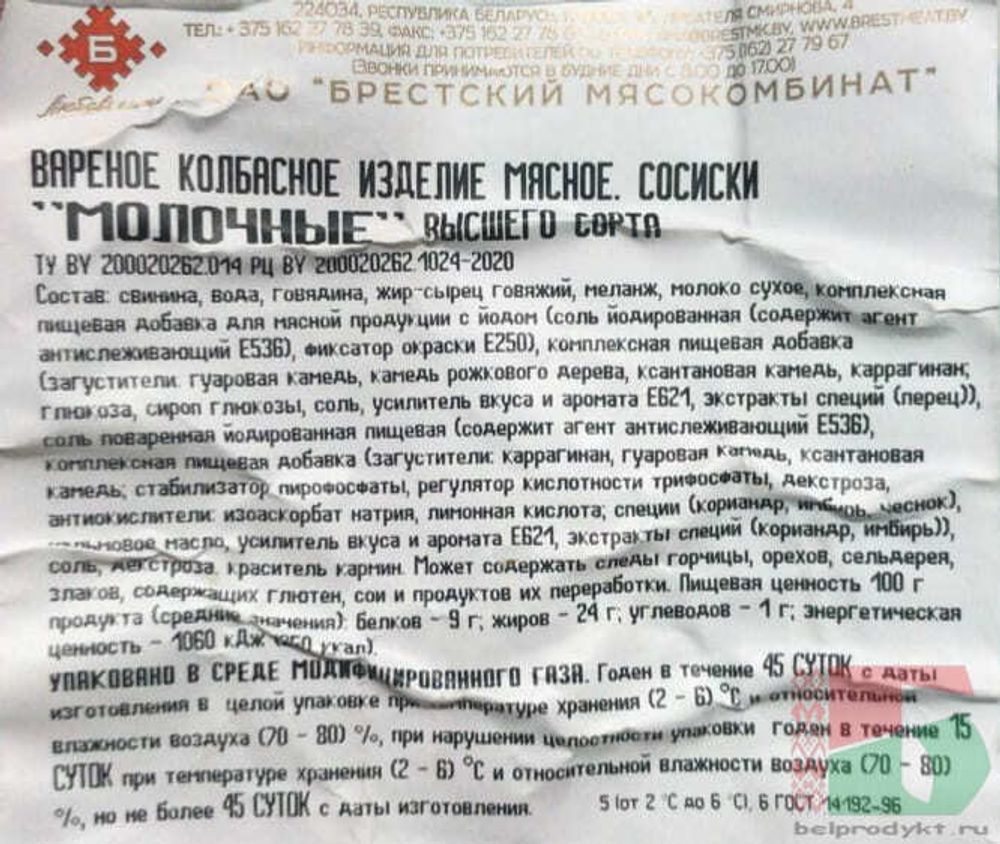 Б
224034, РЕСПУБЛИКА БЕЛАРУСЬ, СМИРНОВА, 4
ТЕЛ.: +375 162 27 78 39, ФАКС: +375 162 27 78 WWW.BRESTMEAT.BY
ИНФОРМАЦИЯ ДЛЯ ПОТРЕБИТЕЛЕЙ ПО ТЕЛЕФОНУ: +375 (162) 27 79 67
(ЗВОНКИ ПРИНИМАЮТСЯ В БУДНИЕ ДНИ С 8.00 ДО 17.00)
ОАО "БРЕСТСКИЙ МЯСОКОМБИНАТ"
ВАРЕНОЕ КОЛБАСНОЕ ИЗДЕЛИЕ МЯСНОЕ. СОСИСКИ
"МОЛОЧНЫЕ" ВЫСШЕГО СОРТА
ТУ BY 200020262.014 РЦ BY 200020262.1024-2020
Состав: свинина, вода, говядина, жир-сырец говяжий, меланж, молоко сухое, комплексная
пищевая добавка для мясной продукции с йодом (соль йодированная (содержит агент
антислеживающий Е536), фиксатор окраски Е250), комплексная пищевая добавка
(загустители: гуаровая камедь, камедь рожкового дерева, ксантановая камедь, каррагинан;
глюкоза, сироп глюкозы, соль, усилитель вкуса и аромата Е621, экстракты специй (перец)),
соль поваренная йодированная пищевая (содержит агент антислеживающий Е536),
комплексная пищевая добавка (загустители: каррагинан, гуаровая камедь, ксантановая
камедь; стабилизатор пирофосфаты, регулятор кислотности трифосфаты, декстроза,
антиокислители: изоаскорбат натрия, лимонная кислота; специи (кориандр, имбирь, чеснок),
масло, усилитель вкуса и аромата Е621, экстракты специй (кориандр, имбирь)),
соль, декстроза, краситель кармин. Может содержать следы горчицы, орехов, сельдерея,
злаков, содержащих глютен, сои и продуктов их переработки. Пищевая ценность 100 г
продукта (средние значения): белков - 9 г; жиров - 24 г; углеводов - 1 г; энергетическая
ценность - 1060 кДж ккал).
УПАКОВАНО В СРЕДЕ МОДИФИЦИРОВАННОГО ГАЗА. Годен в течение 45 СУТОК с даты
изготовления в целой упаковке при температуре хранения (2 - 6) °С и относительной
влажности воздуха (70 - 80) %, при нарушении целостности упаковки годен в течение 15
СУТОК при температуре хранения (2 - 6) °С и относительной влажности воздуха (70 - 80)
%, но не более 45 СУТОК с даты изготовления. 5 (от 2 °С до 6 °С), 6 ГОСТ 14192-96
belprodykt.ru